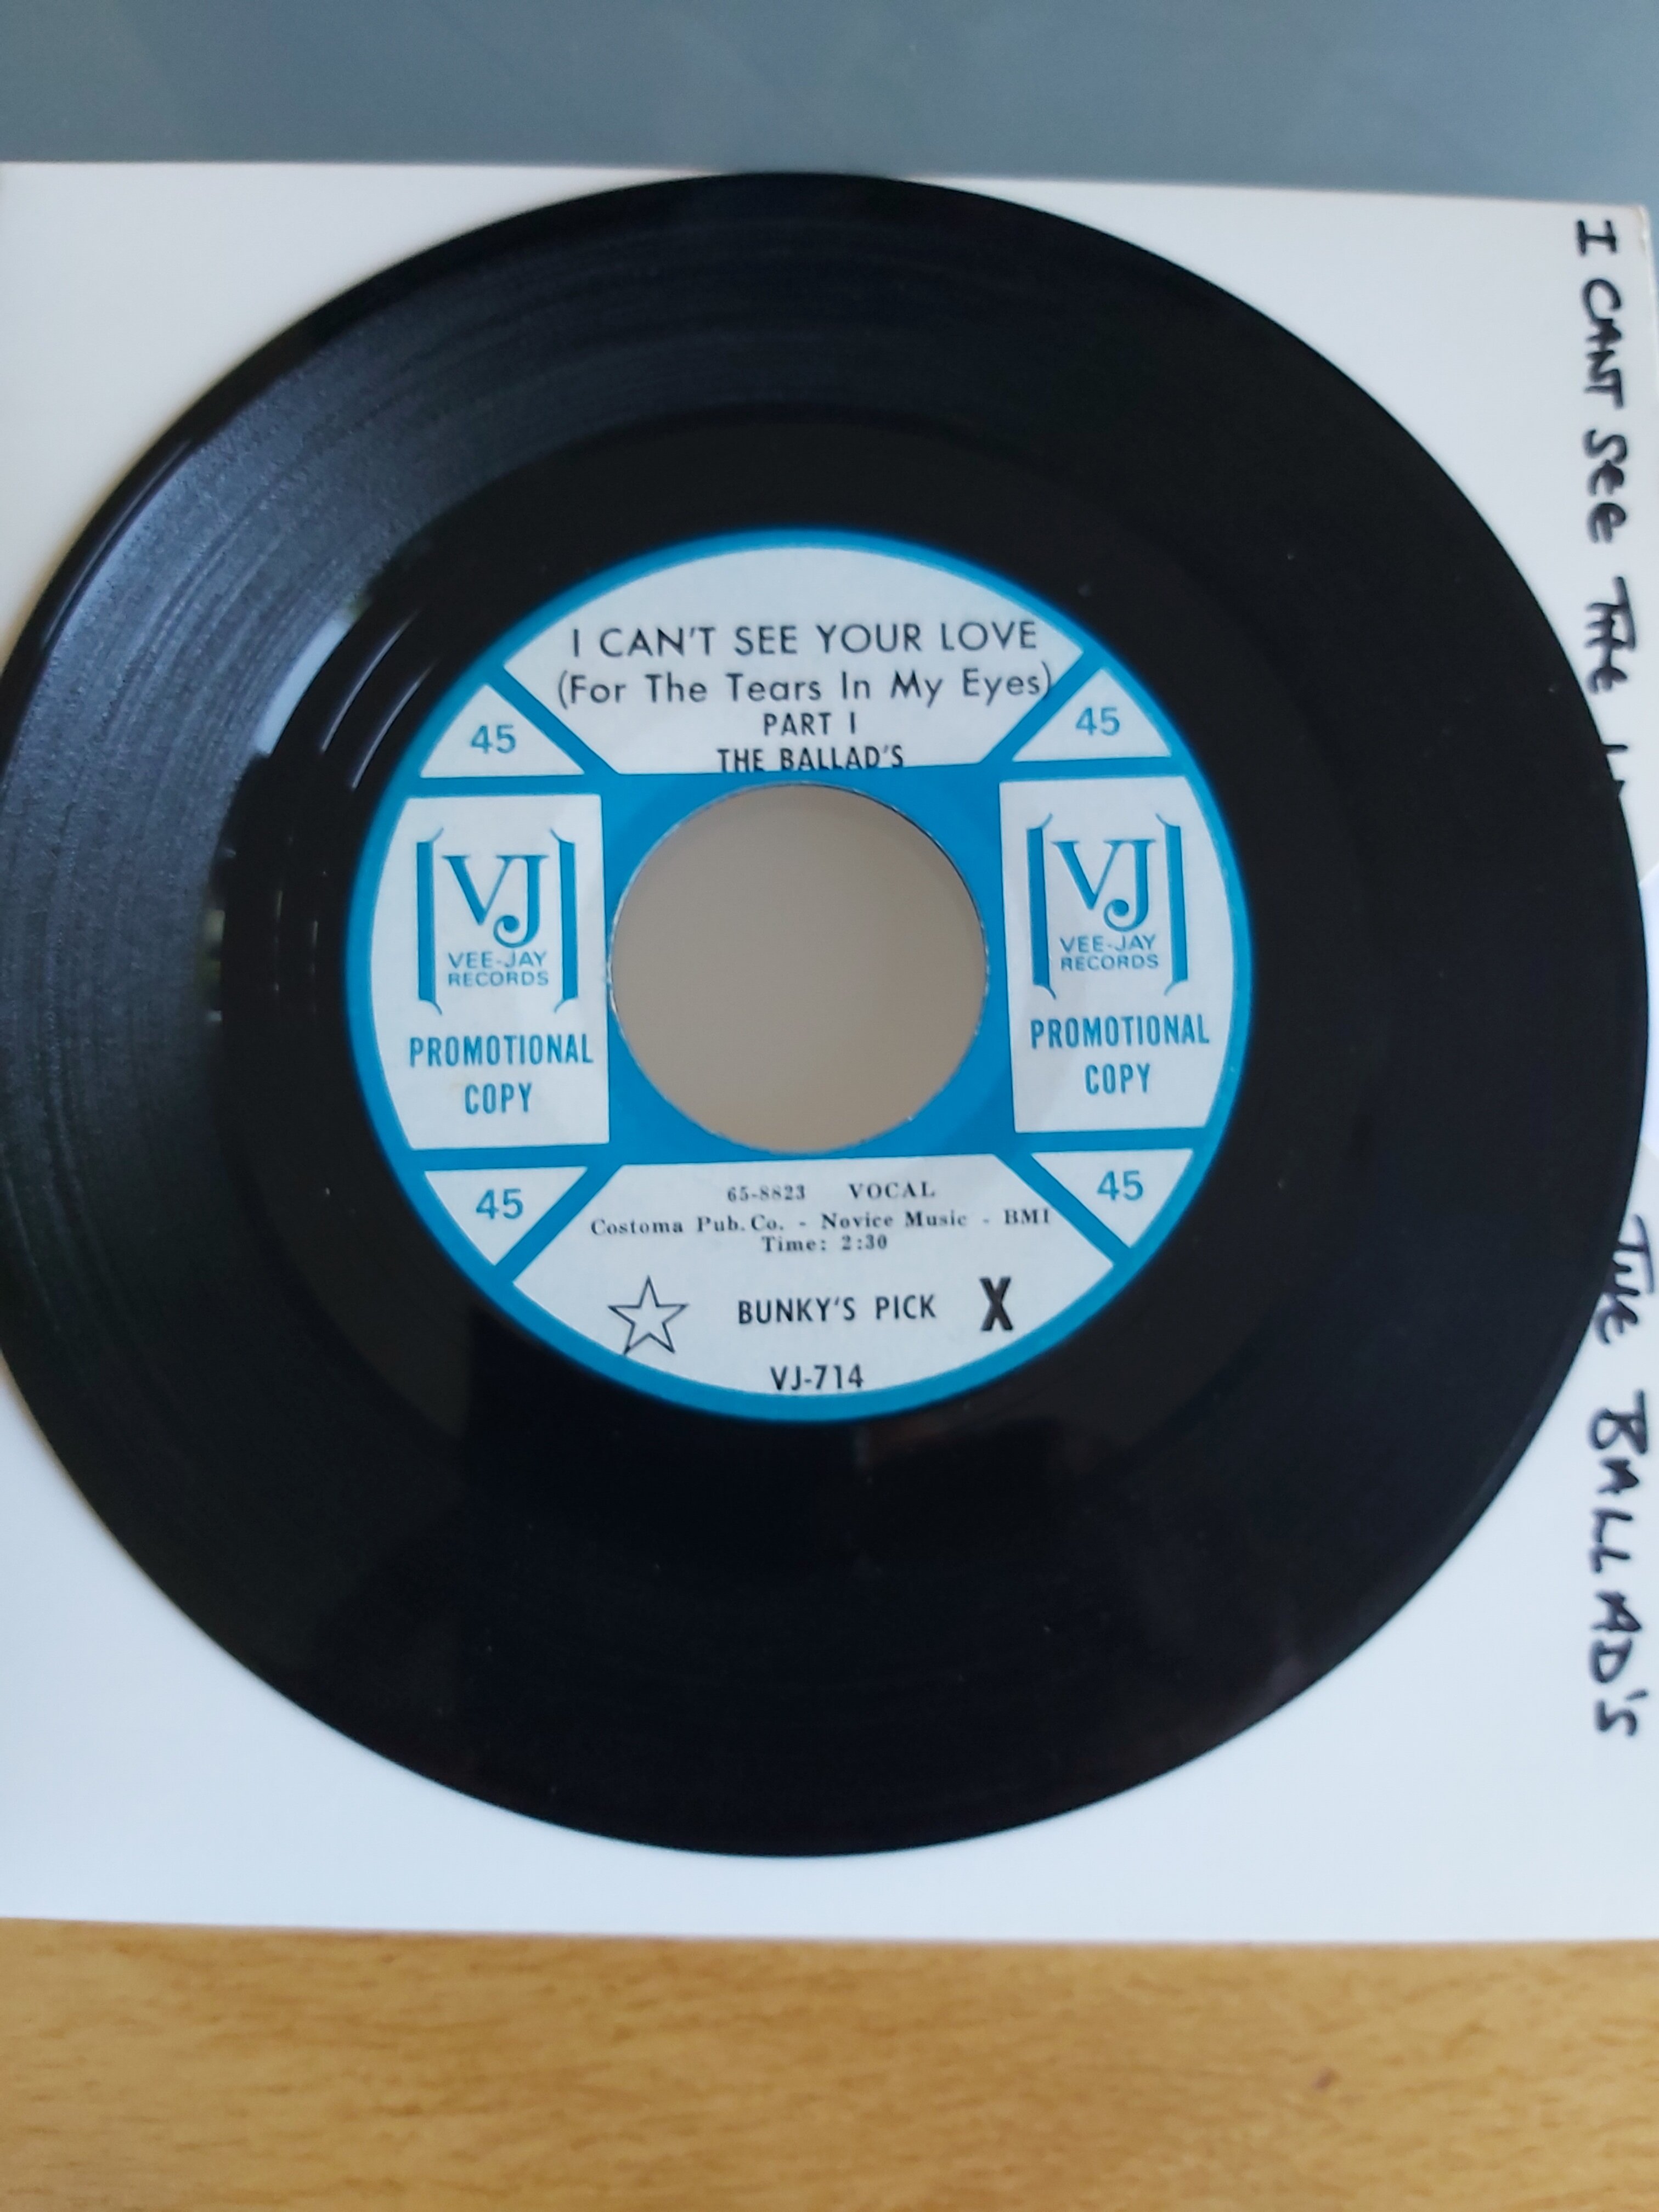 I CAN'T SEE YOUR LOVE
(For The Tears In My Eyes)
PART I
THE BALLAD'S
45
45
VJ
VEE-JAY
RECORDS
PROMOTIONAL
COPY
VJ
VEE-JAY
RECORDS
PROMOTIONAL
COPY
45
45
65-8823 VOCAL
Costoma Pub. Co. - Novice Music - BMI
Time: 2:30
BUNKY'S PICK X
VJ-714
I CANT SEE THE
THE BALLAD'S